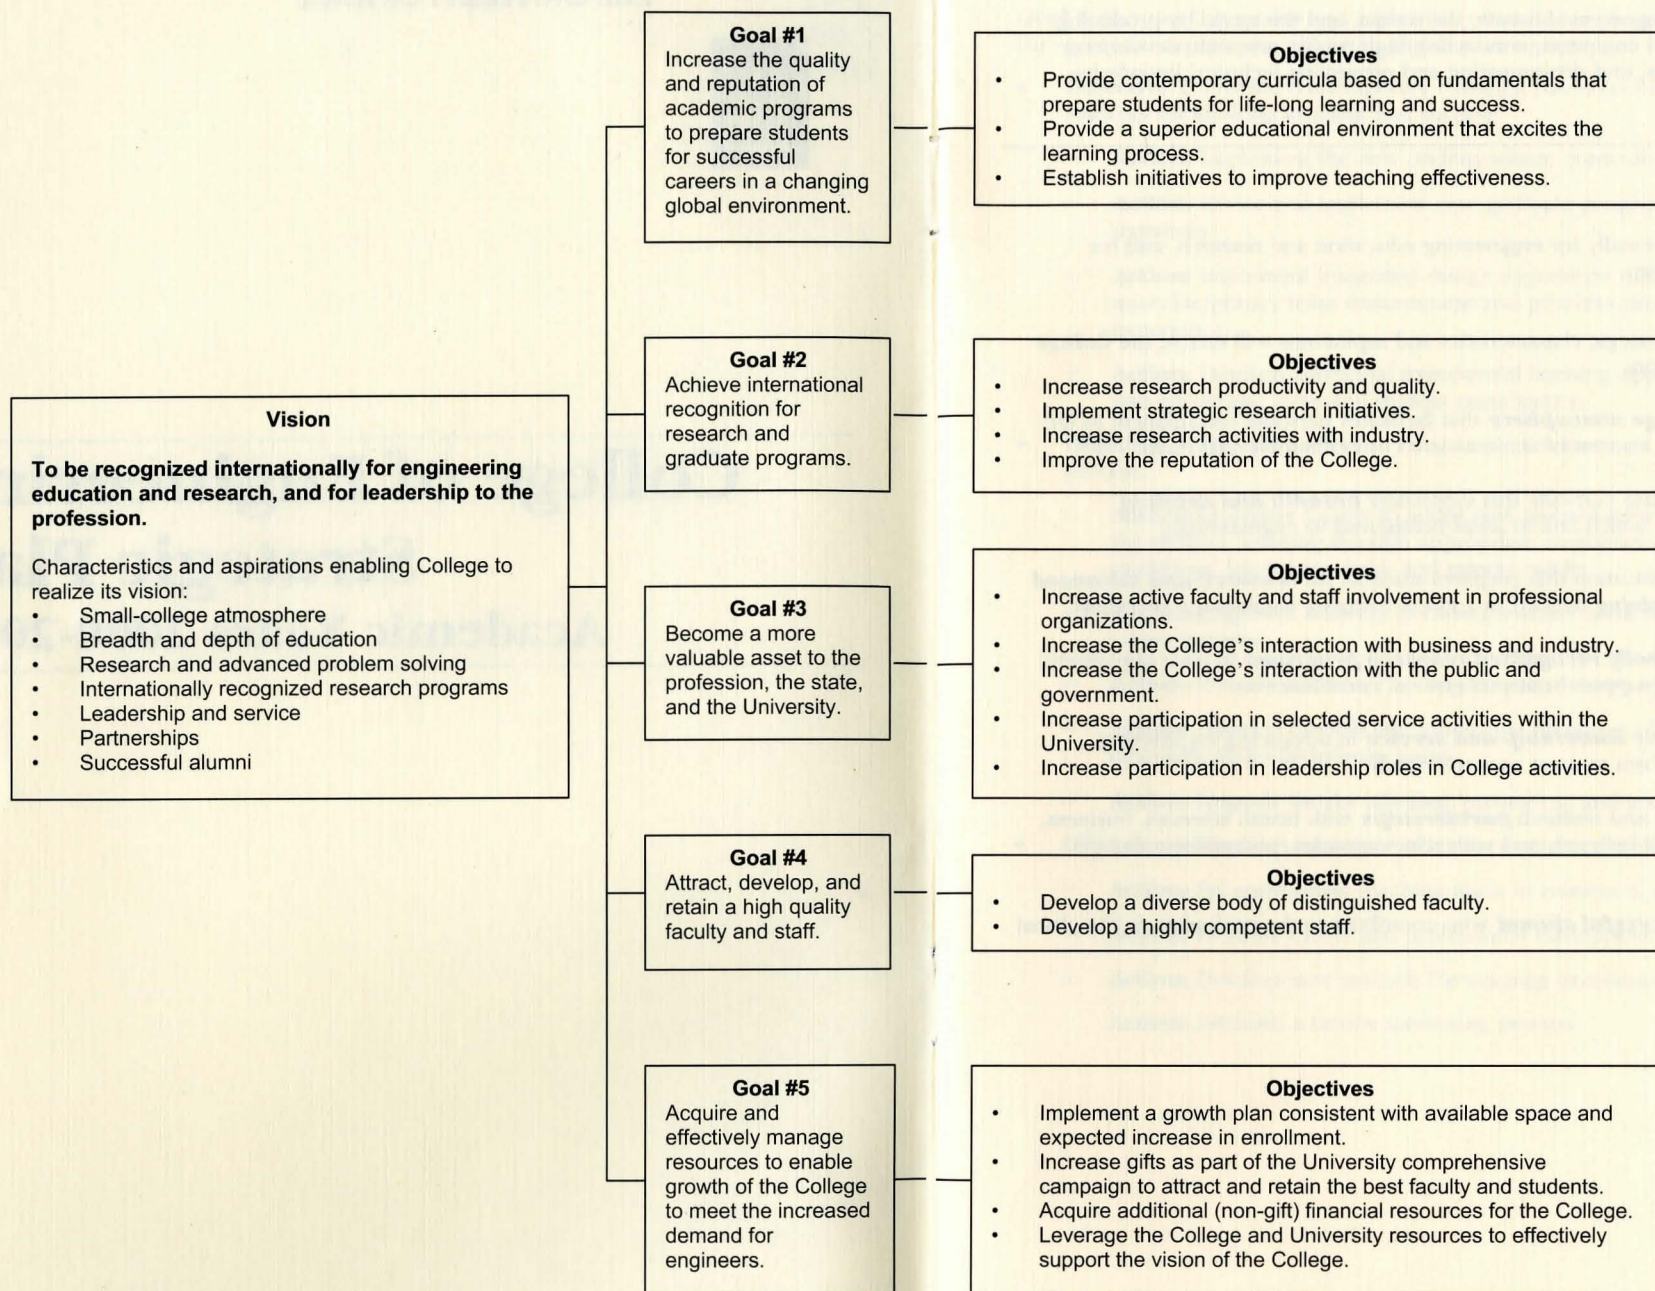 Vision
To be recognized internationally for engineering
education and research, and for leadership to the
profession.
Characteristics and aspirations enabling College to
realize its vision:
• Small-college atmosphere
• Breadth and depth of education
• Research and advanced problem solving
• Internationally recognized research programs
• Leadership and service
• Partnerships
• Successful alumni
Goal #1
Increase the quality
and reputation of
academic programs
to prepare students
for successful
careers in a changing
global environment.
Objectives
• Provide contemporary curricula based on fundamentals that
prepare students for life-long learning and success.
• Provide a superior educational environment that excites the
learning process.
• Establish initiatives to improve teaching effectiveness.
Goal #2
Achieve international
recognition for
research and
graduate programs.
Objectives
• Increase research productivity and quality.
• Implement strategic research initiatives.
• Increase research activities with industry.
• Improve the reputation of the College.
Goal #3
Become a more
valuable asset to the
profession, the state,
and the University.
Objectives
• Increase active faculty and staff involvement in professional
organizations.
• Increase the College's interaction with business and industry.
• Increase the College's interaction with the public and
government.
• Increase participation in selected service activities within the
University.
• Increase participation in leadership roles in College activities.
Goal #4
Attract, develop, and
retain a high quality
faculty and staff.
Objectives
• Develop a diverse body of distinguished faculty.
• Develop a highly competent staff.
Goal #5
Acquire and
effectively manage
resources to enable
growth of the College
to meet the increased
demand for
engineers.
Objectives
• Implement a growth plan consistent with available space and
expected increase in enrollment.
• Increase gifts as part of the University comprehensive
campaign to attract and retain the best faculty and students.
• Acquire additional (non-gift) financial resources for the College.
• Leverage the College and University resources to effectively
support the vision of the College.